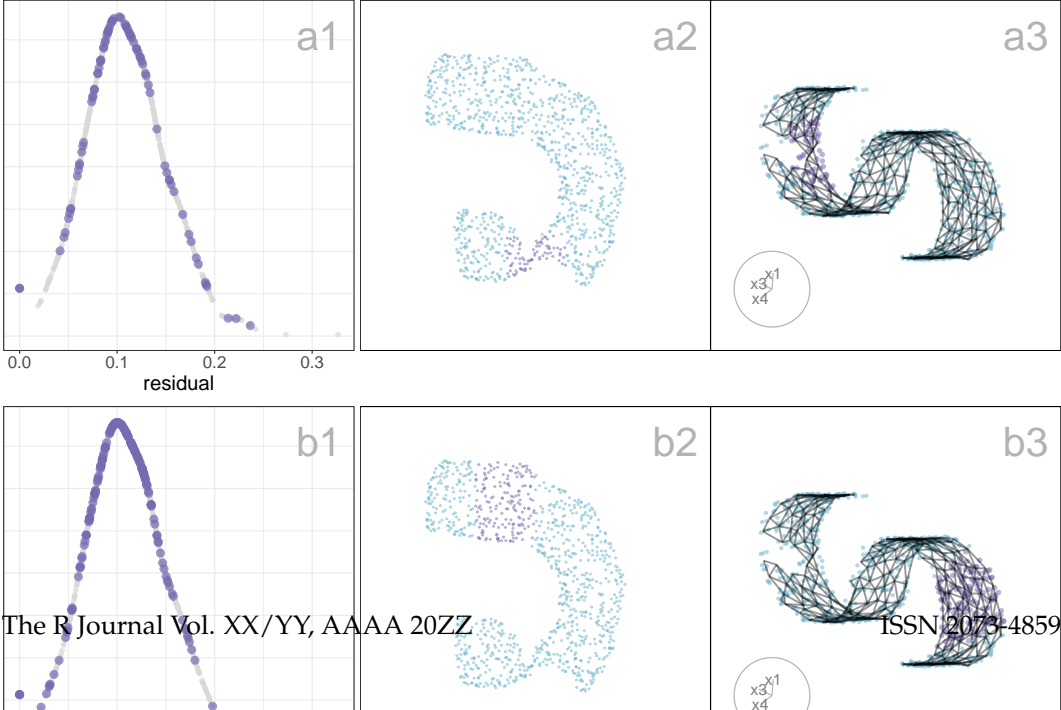 a1
a2
a3
x1
x3
x4
0.0 0.1 0.2 0.3
residual
b1
b2
b3
The R Journal Vol. XX/YY, AAAA 20ZZ
ISSN 2073-4859
x1
x3
x4